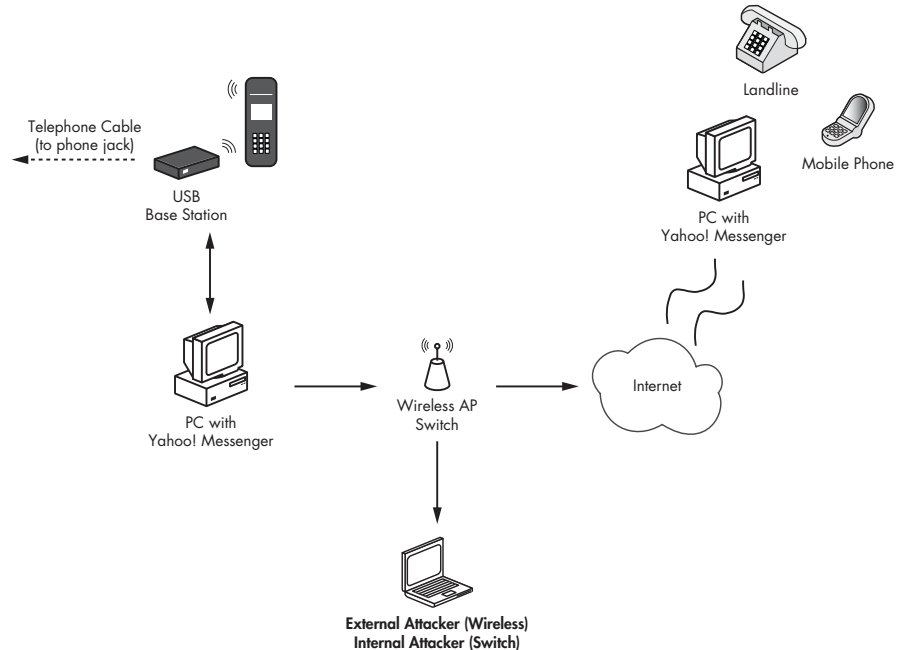 Landline
Telephone Cable
(to phone jack)
Mobile Phone
USB
Base Station
PC with
Yahoo! Messenger
Internet
Wireless AP
Switch
PC with
Yahoo! Messenger
External Attacker (Wireless)
Internal Attacker (Switch)